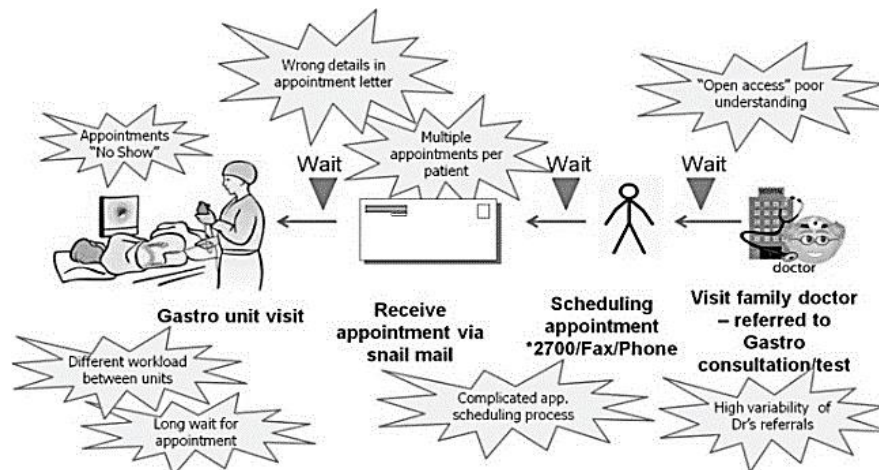 Wrong details in
appointment letter
"Open access" poor
understanding
Appointments
"No Show"
Multiple
appointments per
patient
Wait
Wait
Wait
doctor
Gastro unit visit
Receive
appointment via
snail mail
Scheduling
appointment
*2700/Fax/Phone
Visit family doctor
– referred to
Gastro
consultation/test
Different workload
between units
Long wait for
appointment
Complicated app.
scheduling process
High variability of
Dr's referrals